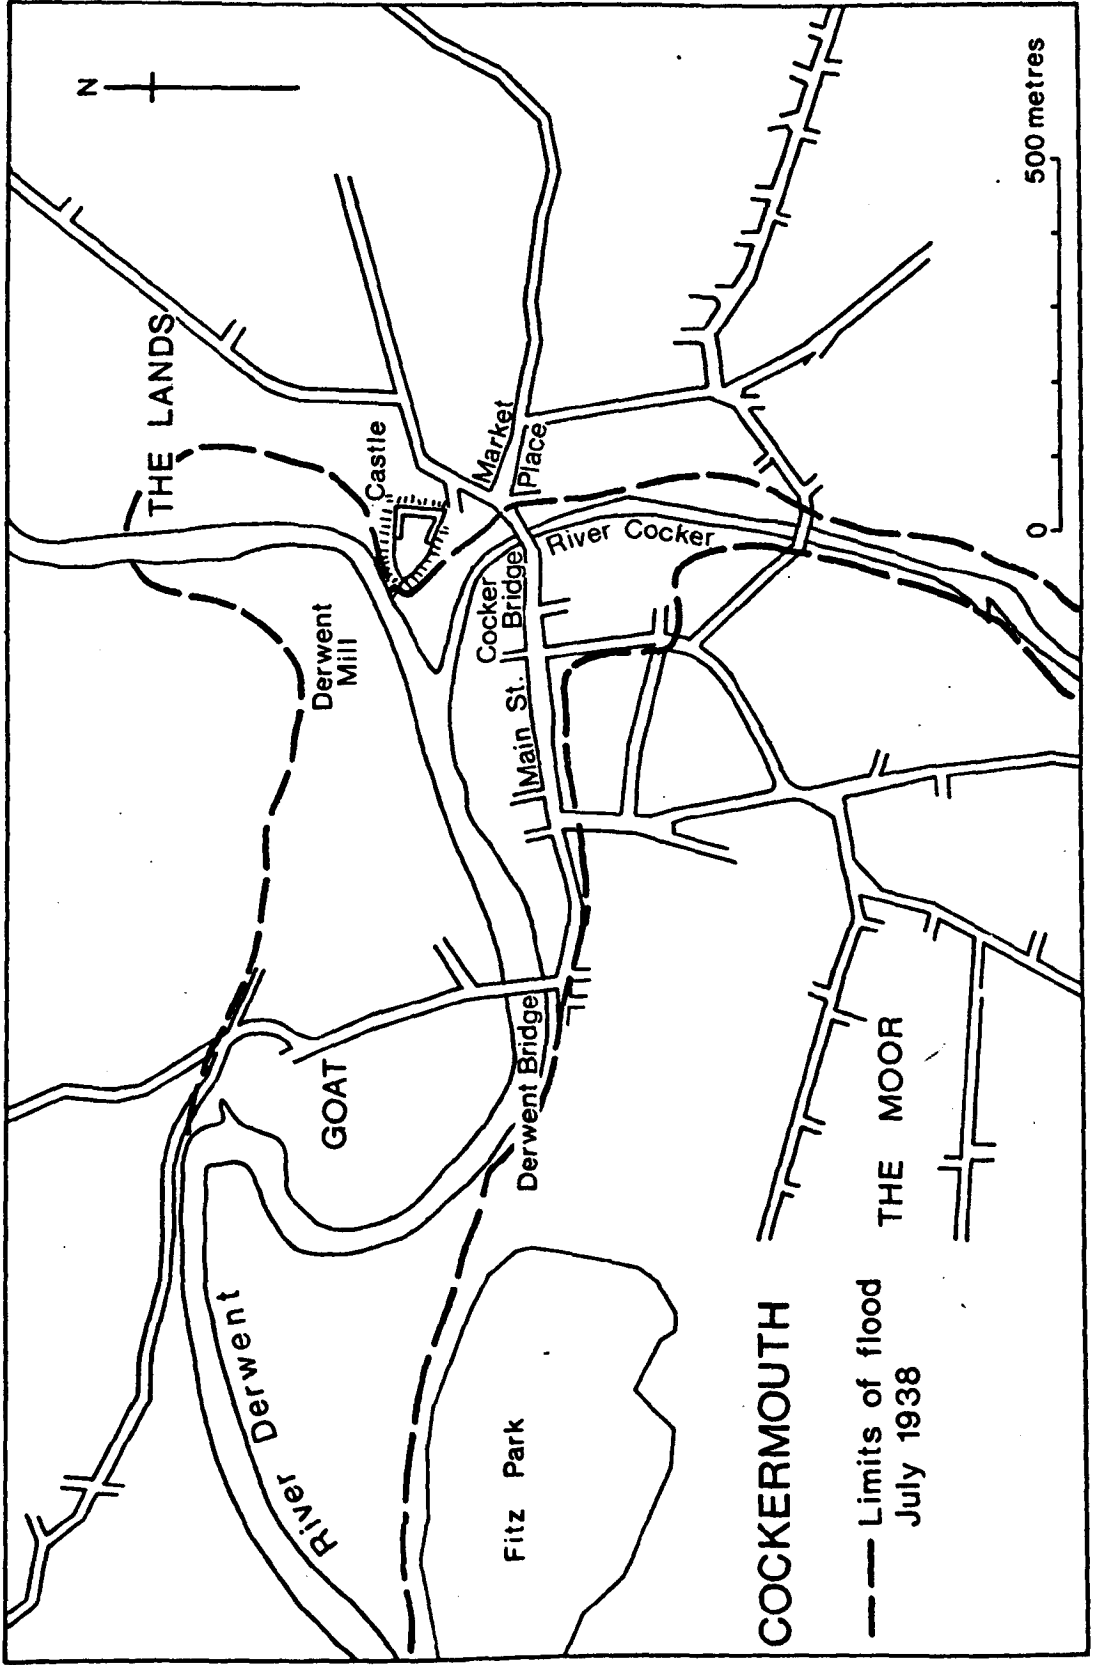 N
THE LANDS
Castle
Market
Place
Derwent
Mill
Cocker
Bridge
River Cocker
Main St.
GOAT
Derwent Bridge
River Derwent
Fitz Park
THE MOOR
COCKERMOUTH
Limits of flood
July 1938
0 500 metres